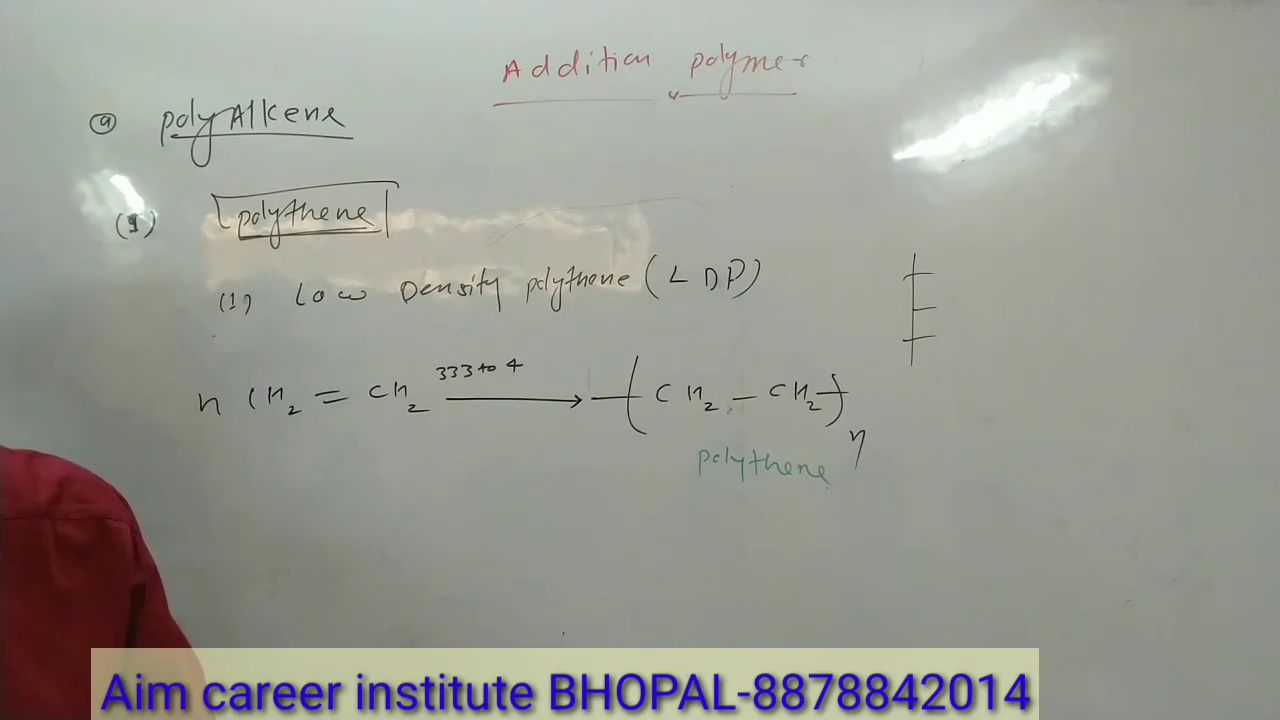 Addition polymer
(a) polyAlkene
(1) polythene
(1) Low Density polythene (LDP)
n CH2 = CH2 333 to 4 → -( CH2 - CH2 -)n
polythene
Aim career institute BHOPAL-8878842014